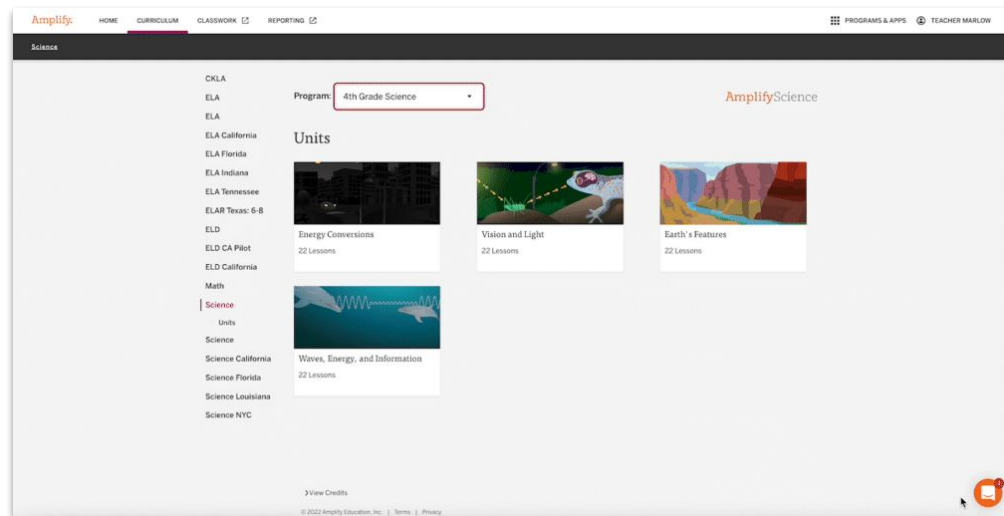 Amplify.
HOME
CURRICULUM
CLASSWORK
REPORTING
PROGRAMS & APPS
TEACHER MARLOW
Science
CKLA
ELA
ELA
ELA California
ELA Florida
ELA Indiana
ELA Tennessee
ELAR Texas: 6-8
ELD
ELD CA Pilot
ELD California
Math
Science
Units
Science
Science California
Science Florida
Science Louisiana
Science NYC
Program: 4th Grade Science
AmplifyScience
Units
Energy Conversions
22 Lessons
Vision and Light
22 Lessons
Earth's Features
22 Lessons
Waves, Energy, and Information
22 Lessons
View Credits
© 2022 Amplify Education, Inc. | Terms | Privacy